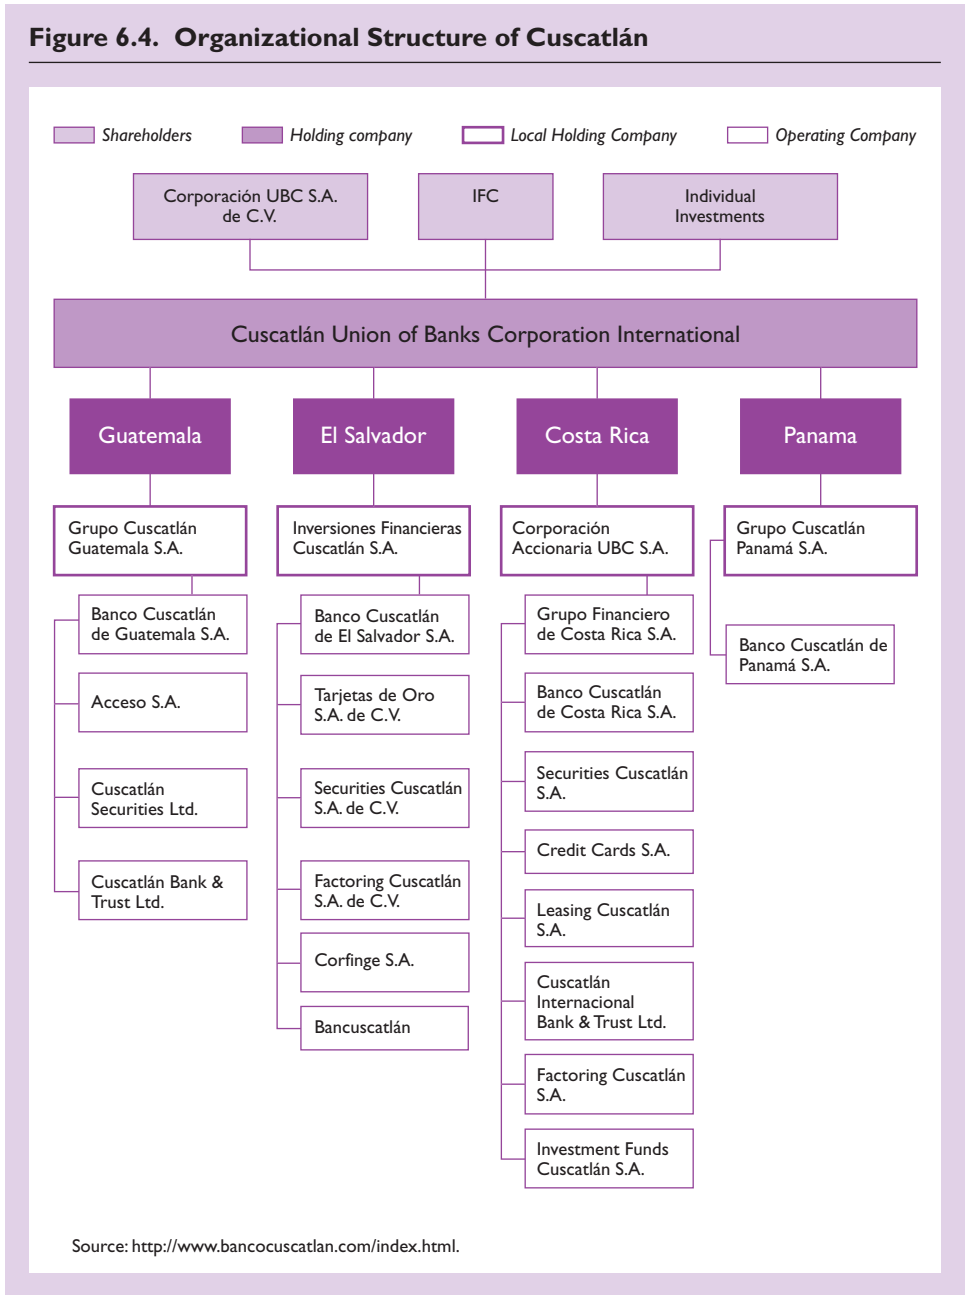 Figure 6.4. Organizational Structure of Cuscatlán
Shareholders
Holding company
Local Holding Company
Operating Company
Corporación UBC S.A.
de C.V.
IFC
Individual
Investments
Cuscatlán Union of Banks Corporation International
Guatemala
El Salvador
Costa Rica
Panama
Grupo Cuscatlán
Guatemala S.A.
Inversiones Financieras
Cuscatlán S.A.
Corporación
Accionaria UBC S.A.
Grupo Cuscatlán
Panamá S.A.
Banco Cuscatlán
de Guatemala S.A.
Acceso S.A.
Cuscatlán
Securities Ltd.
Cuscatlán Bank &
Trust Ltd.
Banco Cuscatlán
de El Salvador S.A.
Tarjetas de Oro
S.A. de C.V.
Securities Cuscatlán
S.A. de C.V.
Factoring Cuscatlán
S.A. de C.V.
Corfinge S.A.
Bancuscatlán
Grupo Financiero
de Costa Rica S.A.
Banco Cuscatlán
de Costa Rica S.A.
Securities Cuscatlán
S.A.
Credit Cards S.A.
Leasing Cuscatlán
S.A.
Cuscatlán
Internacional
Bank & Trust Ltd.
Factoring Cuscatlán
S.A.
Investment Funds
Cuscatlán S.A.
Banco Cuscatlán de
Panamá S.A.
Source: http://www.bancocuscatlan.com/index.html.